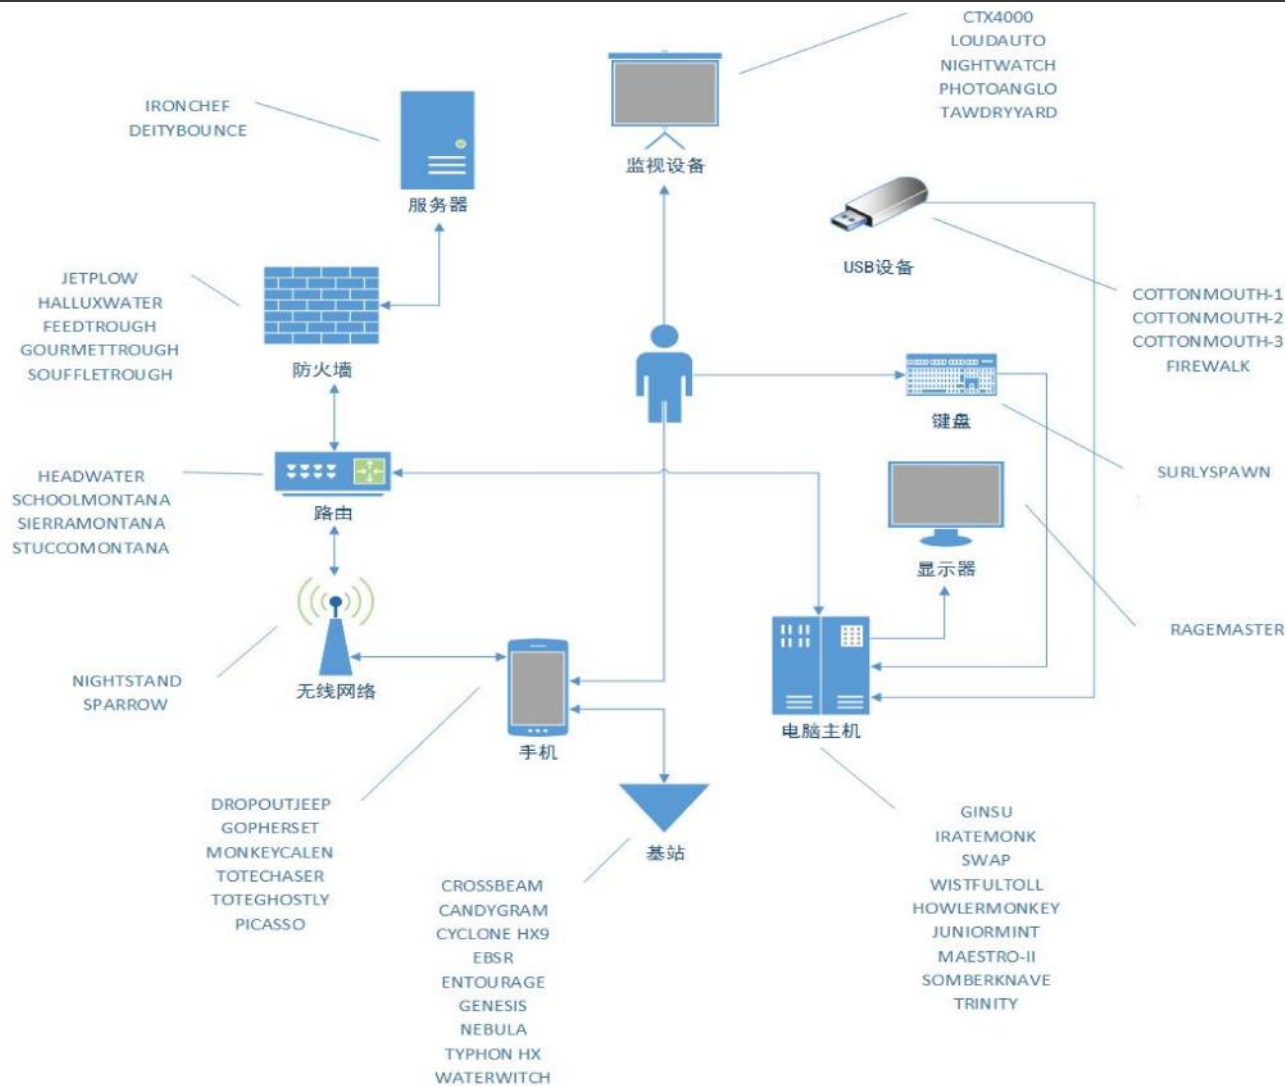 CTX4000
LOUDAUTO
NIGHTWATCH
PHOTOANGLO
TAWDRYYARD
监视设备
IRONCHEF
DEITYBOUNCE
服务器
USB设备
COTTONMOUTH-1
COTTONMOUTH-2
COTTONMOUTH-3
FIREWALK
JETPLOW
HALLUXWATER
FEEDTROUGH
GOURMETTROUGH
SOUFFLETROUGH
防火墙
键盘
SURLYSPAWN
HEADWATER
SCHOOLMONTANA
SIERRAMONTANA
STUCCOMONTANA
路由
显示器
RAGEMASTER
NIGHTSTAND
SPARROW
无线网络
手机
电脑主机
DROPOUTJEEP
GOPHERSET
MONKEYCALEN
TOTECHASER
TOTEGHOSTLY
PICASSO
基站
CROSSBEAM
CANDYGRAM
CYCLONE HX9
EBSR
ENTOURAGE
GENESIS
NEBULA
TYPHON HX
WATERWITCH
GINSU
IRATEMONK
SWAP
WISTFULTOLL
HOWLERMONKEY
JUNIORMINT
MAESTRO-II
SOMBERKNAVE
TRINITY